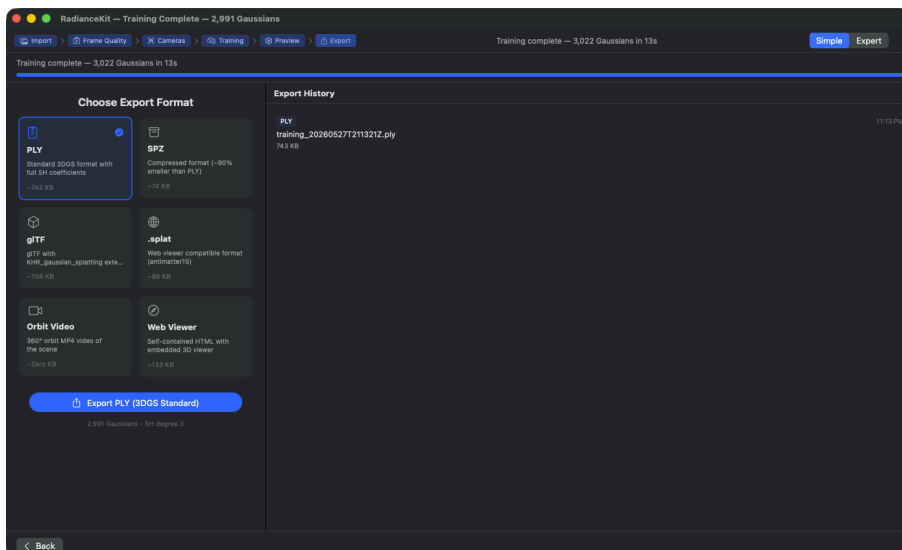 RadianceKit — Training Complete — 2,991 Gaussians
Import > Frame Quality > Cameras > Training > Preview > Export
Training complete — 3,022 Gaussians in 13s
Simple Expert
Training complete — 3,022 Gaussians in 13s
Choose Export Format
PLY
Standard 3DGS format with
full SH coefficients
~742 KB
SPZ
Compressed format (~90%
smaller than PLY)
~74 KB
glTF
glTF with
KHR_gaussian_splatting exte...
~708 KB
.splat
Web viewer compatible format
(antimatter15)
~96 KB
Orbit Video
360° orbit MP4 video of
the scene
~Zero KB
Web Viewer
Self-contained HTML with
embedded 3D viewer
~133 KB
Export PLY (3DGS Standard)
2,991 Gaussians • SH degree 3
Export History
PLY
11:13 PM
training_20260527T211321Z.ply
743 KB
< Back